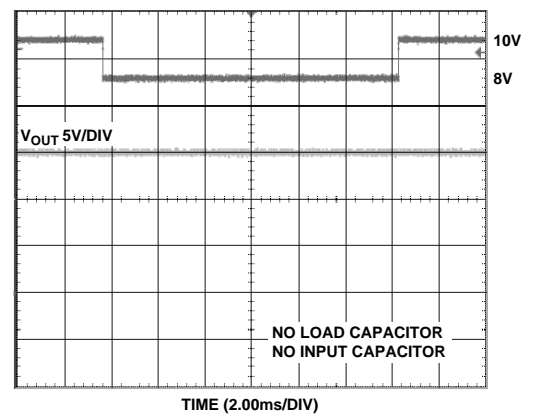 10V
8V
VOUT 5V/DIV
NO LOAD CAPACITOR
NO INPUT CAPACITOR
TIME (2.00ms/DIV)